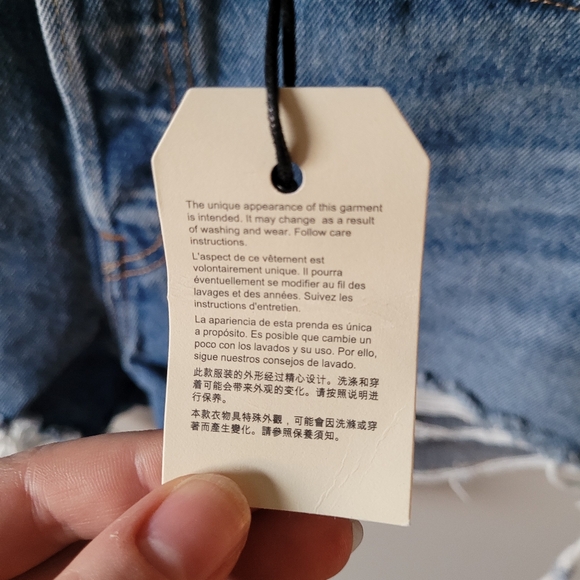 The unique appearance of this garment
is intended. It may change as a result
of washing and wear. Follow care
instructions.
L'aspect de ce vêtement est
volontairement unique. Il pourra
éventuellement se modifier au fil des
lavages et des années. Suivez les
instructions d'entretien.
La apariencia de esta prenda es única
a propósito. Es posible que cambie un
poco con los lavados y su uso. Por ello,
sigue nuestros consejos de lavado.
此款服装的外形经过精心设计。洗涤和穿
着可能会带来外观的变化。请按照说明进
行保养。
本款衣物具特殊外觀，可能會因洗滌或穿
著而產生變化。請參照保養須知。